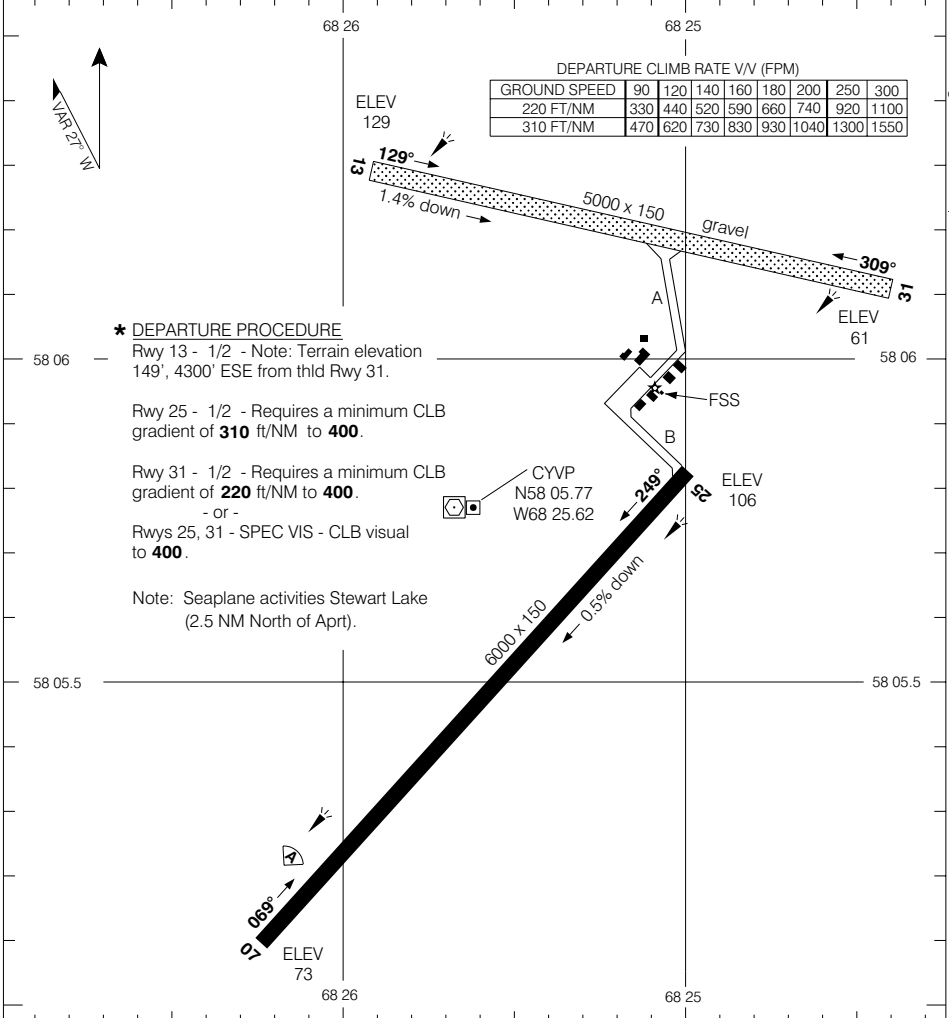 68 26
68 25
VAR 27° W
DEPARTURE CLIMB RATE V/V (FPM)
GROUND SPEED 90 120 140 160 180 200 250 300
220 FT/NM 330 440 520 590 660 740 920 1100
310 FT/NM 470 620 730 830 930 1040 1300 1550
ELEV
129
13
129°
1.4% down
5000 x 150
gravel
309°
31
ELEV
61
A
58 06
58 06
* DEPARTURE PROCEDURE
Rwy 13 - 1/2 - Note: Terrain elevation
149', 4300' ESE from thld Rwy 31.
Rwy 25 - 1/2 - Requires a minimum CLB
gradient of 310 ft/NM to 400.
Rwy 31 - 1/2 - Requires a minimum CLB
gradient of 220 ft/NM to 400.
- or -
Rwys 25, 31 - SPEC VIS - CLB visual
to 400.
Note: Seaplane activities Stewart Lake
(2.5 NM North of Aprt).
FSS
B
CYVP
N58 05.77
W68 25.62
249°
25
ELEV
106
0.5% down
6000 x 150
58 05.5
58 05.5
A
069°
07
ELEV
73
68 26
68 25